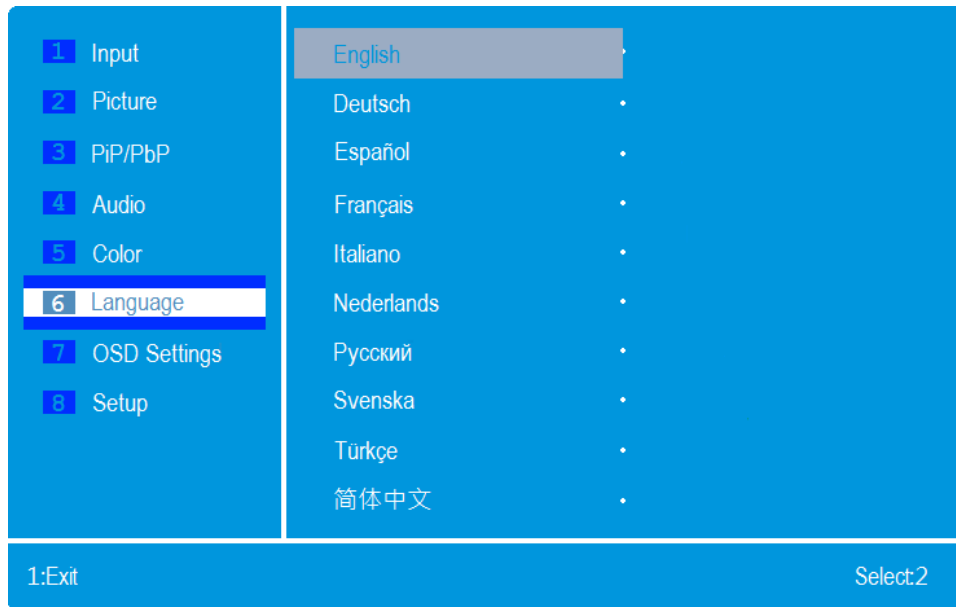 1 Input
2 Picture
3 PiP/PbP
4 Audio
5 Color
6 Language
7 OSD Settings
8 Setup
English
Deutsch
Español
Français
Italiano
Nederlands
Русский
Svenska
Türkçe
简体中文
1:Exit
Select:2